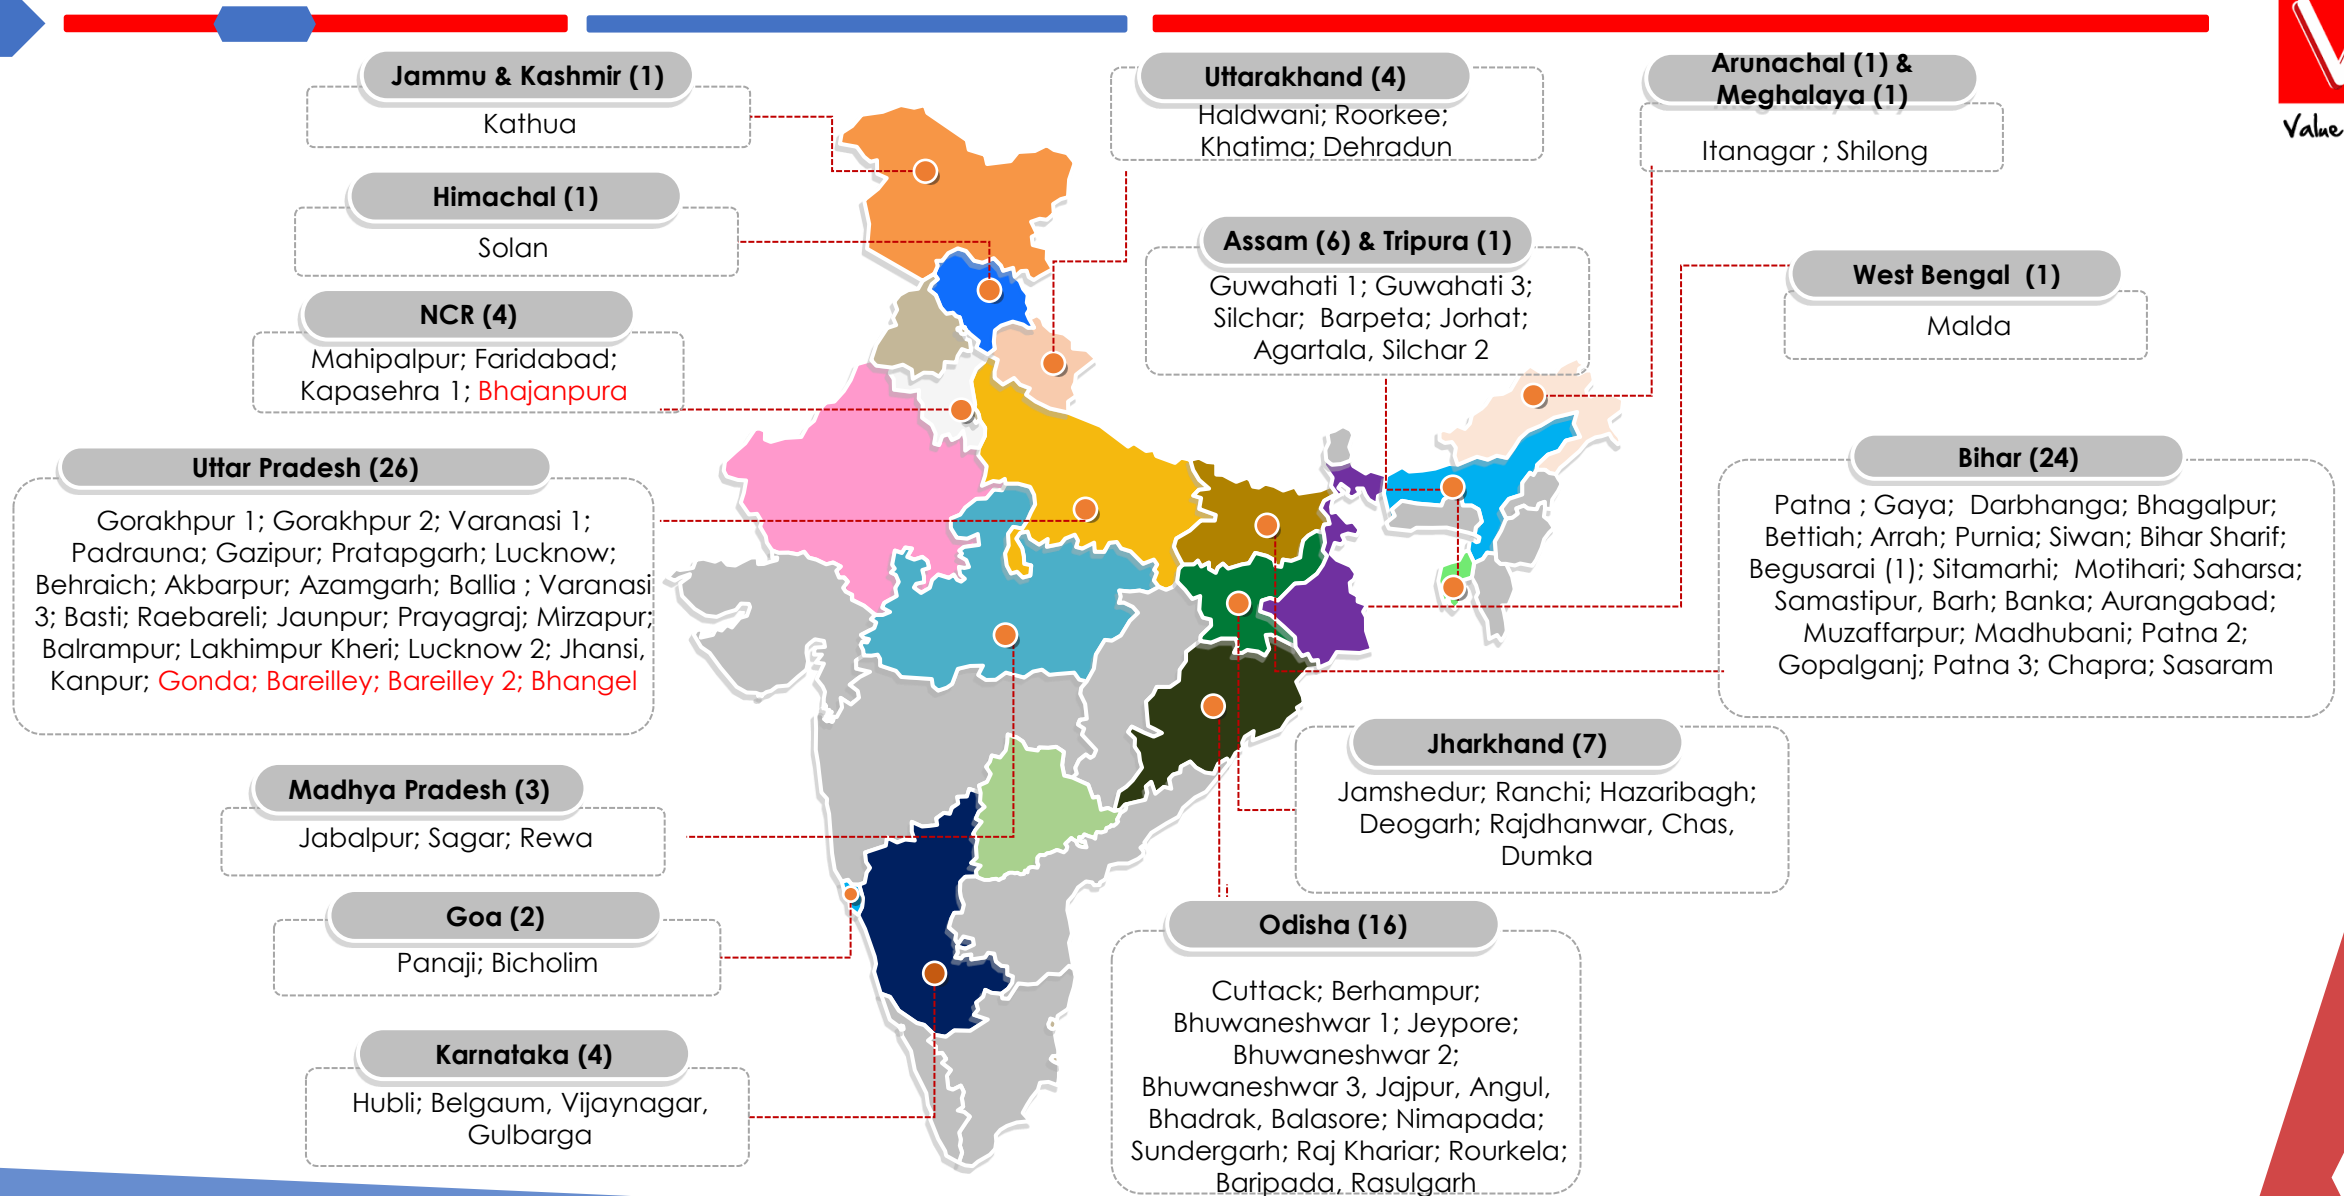 Jammu & Kashmir (1)
Kathua
Himachal (1)
Solan
NCR (4)
Mahipalpur; Faridabad;
Kapasehra 1; Bhajanpura
Uttar Pradesh (26)
Gorakhpur 1; Gorakhpur 2; Varanasi 1;
Padrauna; Gazipur; Pratapgarh; Lucknow;
Behraich; Akbarpur; Azamgarh; Ballia ; Varanasi
3; Basti; Raebareli; Jaunpur; Prayagraj; Mirzapur;
Balrampur; Lakhimpur Kheri; Lucknow 2; Jhansi,
Kanpur; Gonda; Bareilley; Bareilley 2; Bhangel
Madhya Pradesh (3)
Jabalpur; Sagar; Rewa
Goa (2)
Panaji; Bicholim
Karnataka (4)
Hubli; Belgaum, Vijaynagar,
Gulbarga
Uttarakhand (4)
Haldwani; Roorkee;
Khatima; Dehradun
Assam (6) & Tripura (1)
Guwahati 1; Guwahati 3;
Silchar;  Barpeta; Jorhat;
Agartala, Silchar 2
Arunachal (1) &
Meghalaya (1)
Itanagar ; Shilong
West Bengal  (1)
Malda
Bihar (24)
Patna ; Gaya;  Darbhanga; Bhagalpur;
Bettiah; Arrah; Purnia; Siwan; Bihar Sharif;
Begusarai (1); Sitamarhi;  Motihari; Saharsa;
Samastipur, Barh; Banka; Aurangabad;
Muzaffarpur; Madhubani; Patna 2;
Gopalganj; Patna 3; Chapra; Sasaram
Jharkhand (7)
Jamshedur; Ranchi; Hazaribagh;
Deogarh; Rajdhanwar, Chas,
Dumka
Odisha (16)
Cuttack; Berhampur;
Bhuwaneshwar 1; Jeypore;
Bhuwaneshwar 2;
Bhuwaneshwar 3, Jajpur, Angul,
Bhadrak, Balasore; Nimapada;
Sundergarh; Raj Khariar; Rourkela;
Baripada, Rasulgarh
Value